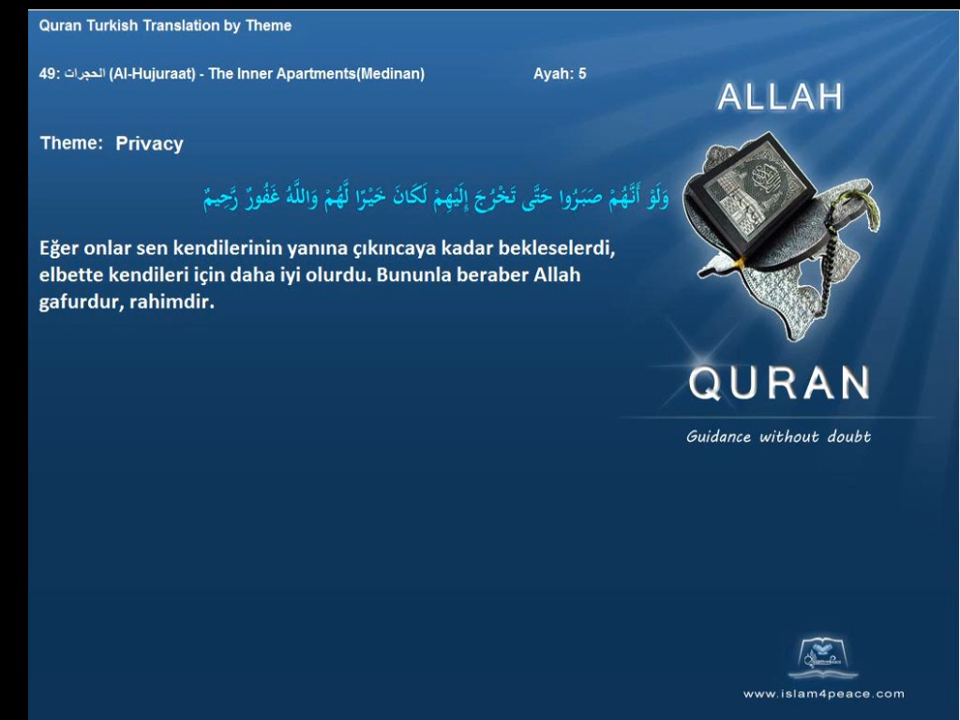 Quran Turkish Translation by Theme
49: الحجرات (Al-Hujuraat) - The Inner Apartments(Medinan) Ayah: 5
ALLAH
Theme: Privacy
وَلَوْ أَنَّهُمْ صَبَرُوا حَتَّى تَخْرُجَ إِلَيْهِمْ لَكَانَ خَيْرًا لَّهُمْ وَاللَّهُ غَفُورٌ رَّحِيمٌ
Eğer onlar sen kendilerinin yanına çıkıncaya kadar bekleselerdi,
elbette kendileri için daha iyi olurdu. Bununla beraber Allah
gafurdur, rahimdir.
QURAN
Guidance without doubt
www.islam4peace.com